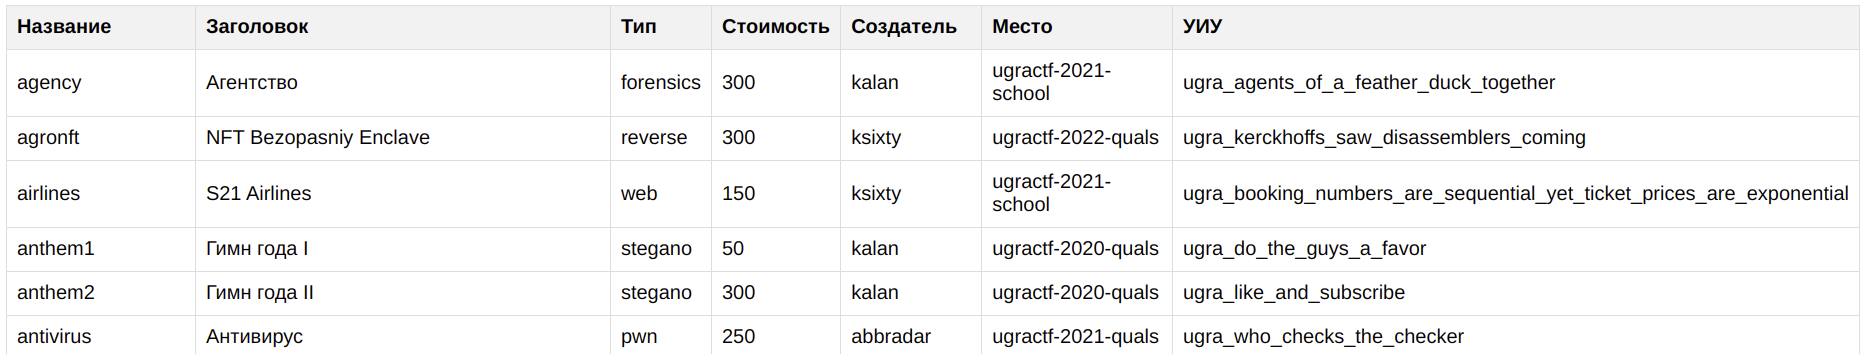 Название Заголовок Тип Стоимость Создатель Место УИУ
agency Агентство forensics 300 kalan ugractf-2021-
school ugra_agents_of_a_feather_duck_together
agronft NFT Bezopasniy Enclave reverse 300 ksixty ugractf-2022-quals ugra_kerckhoffs_saw_disassemblers_coming
airlines S21 Airlines web 150 ksixty ugractf-2021-
school ugra_booking_numbers_are_sequential_yet_ticket_prices_are_exponential
anthem1 Гимн года I stegano 50 kalan ugractf-2020-quals ugra_do_the_guys_a_favor
anthem2 Гимн года II stegano 300 kalan ugractf-2020-quals ugra_like_and_subscribe
antivirus Антивирус pwn 250 abbradar ugractf-2021-quals ugra_who_checks_the_checker